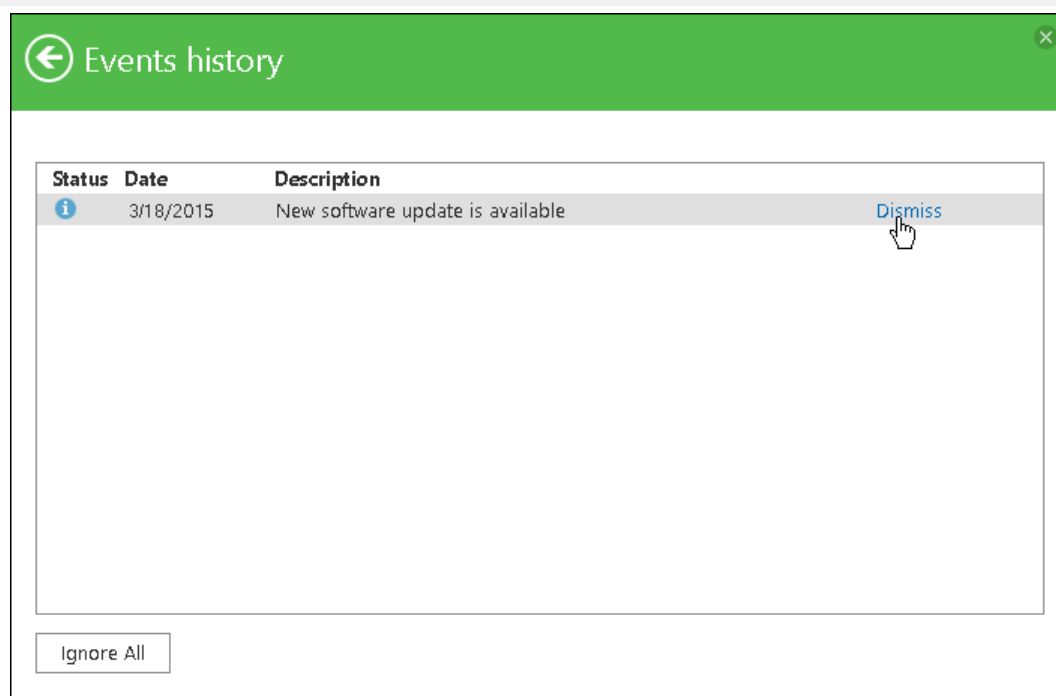 Events history
Status Date Description
3/18/2015 New software update is available Dismiss
Ignore All